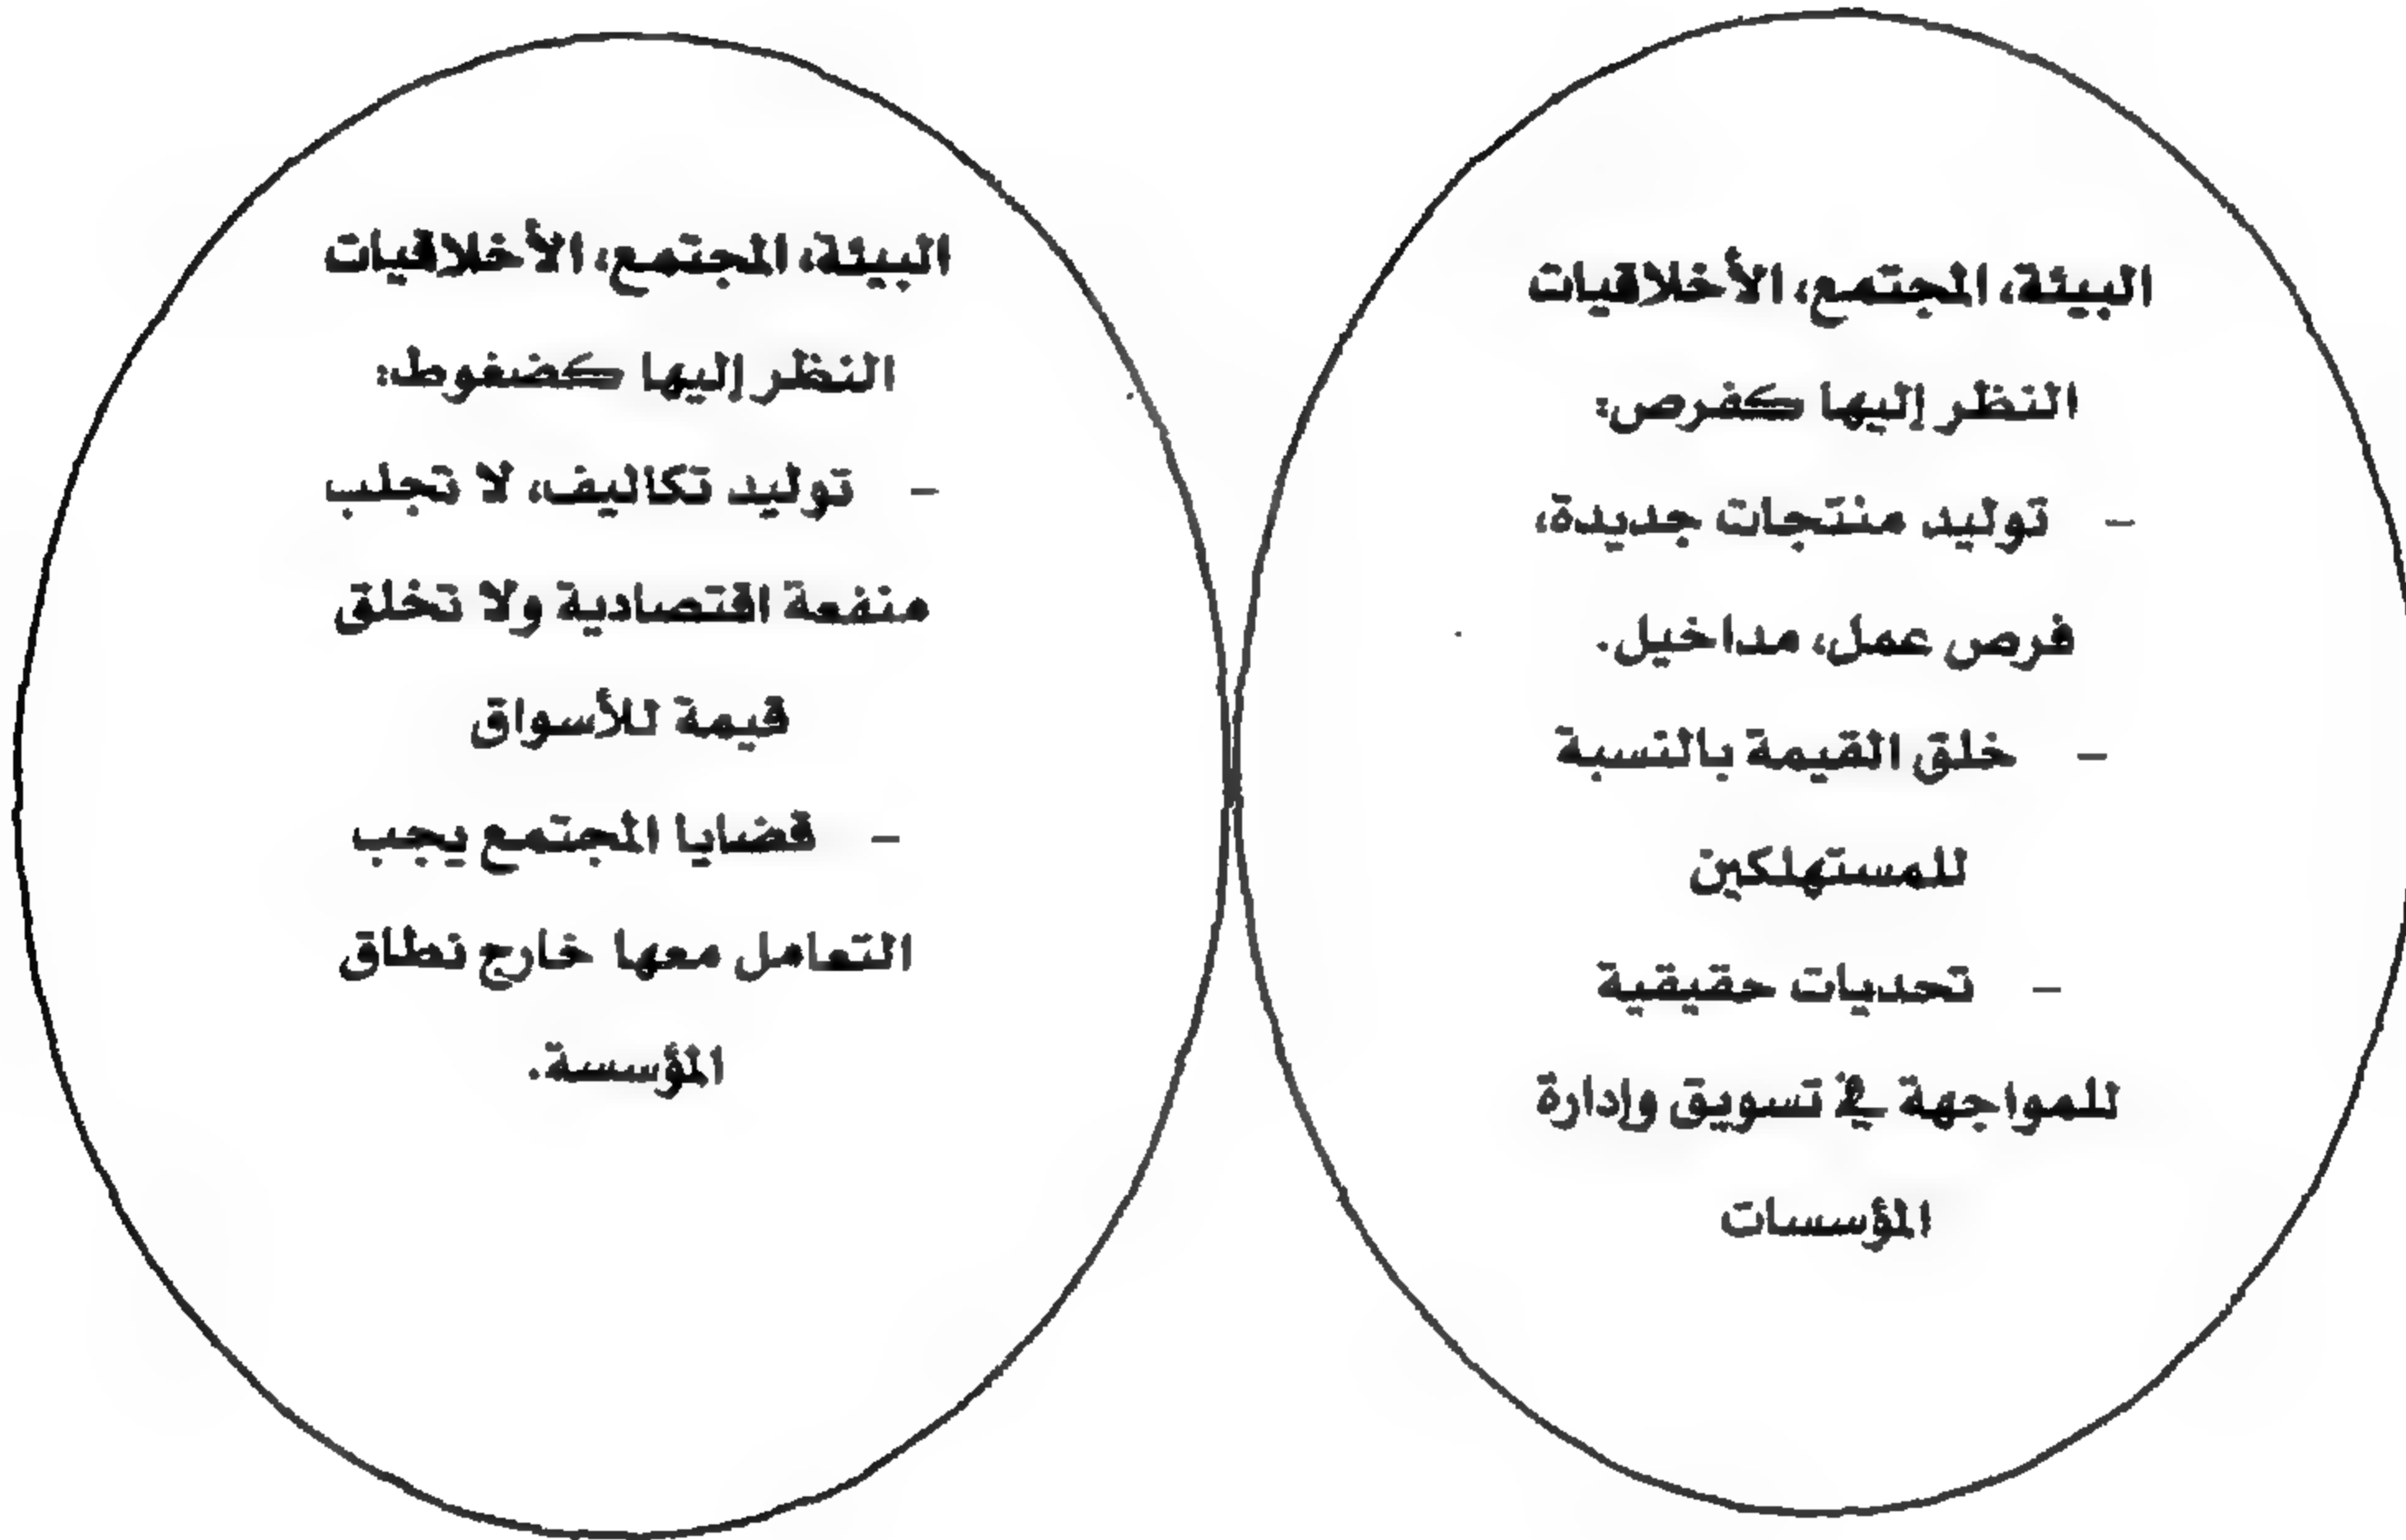 البيئة، المجتمع، الأخلاقيات
النظر إليها كفرص:
- توليد منتجات جديدة،
فرص عمل، مداخيل.
- خلق القيمة بالنسبة
للمستهلكين
- تحديات حقيقية
للمواجهة في تسويق وإدارة
المؤسسات
البيئة، المجتمع، الأخلاقيات
النظر إليها كضغوط:
- توليد تكاليف، لا تجلب
منفعة اقتصادية ولا تخلق
قيمة للأسواق
- قضايا المجتمع يجب
التعامل معها خارج نطاق
المؤسسة.